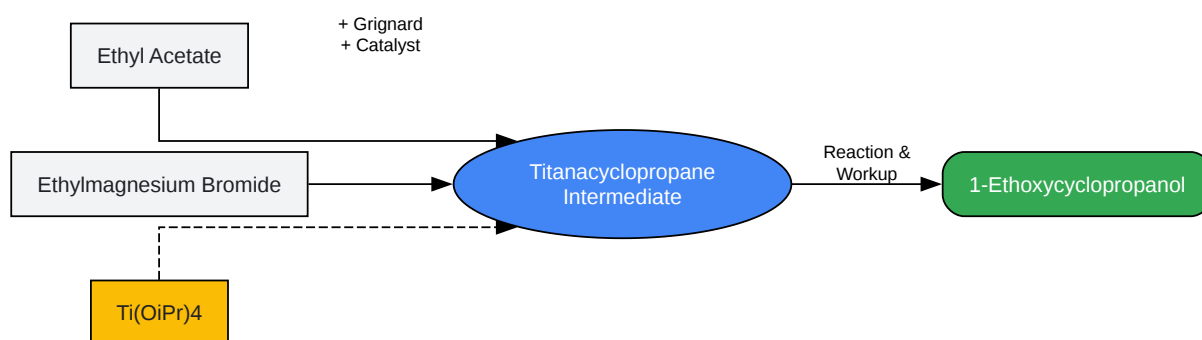 + Grignard
+ Catalyst
Ethyl Acetate
Ethylmagnesium Bromide
Ti(OiPr)4
Titanacyclopropane
Intermediate
Reaction &
Workup
1-Ethoxycyclopropanol